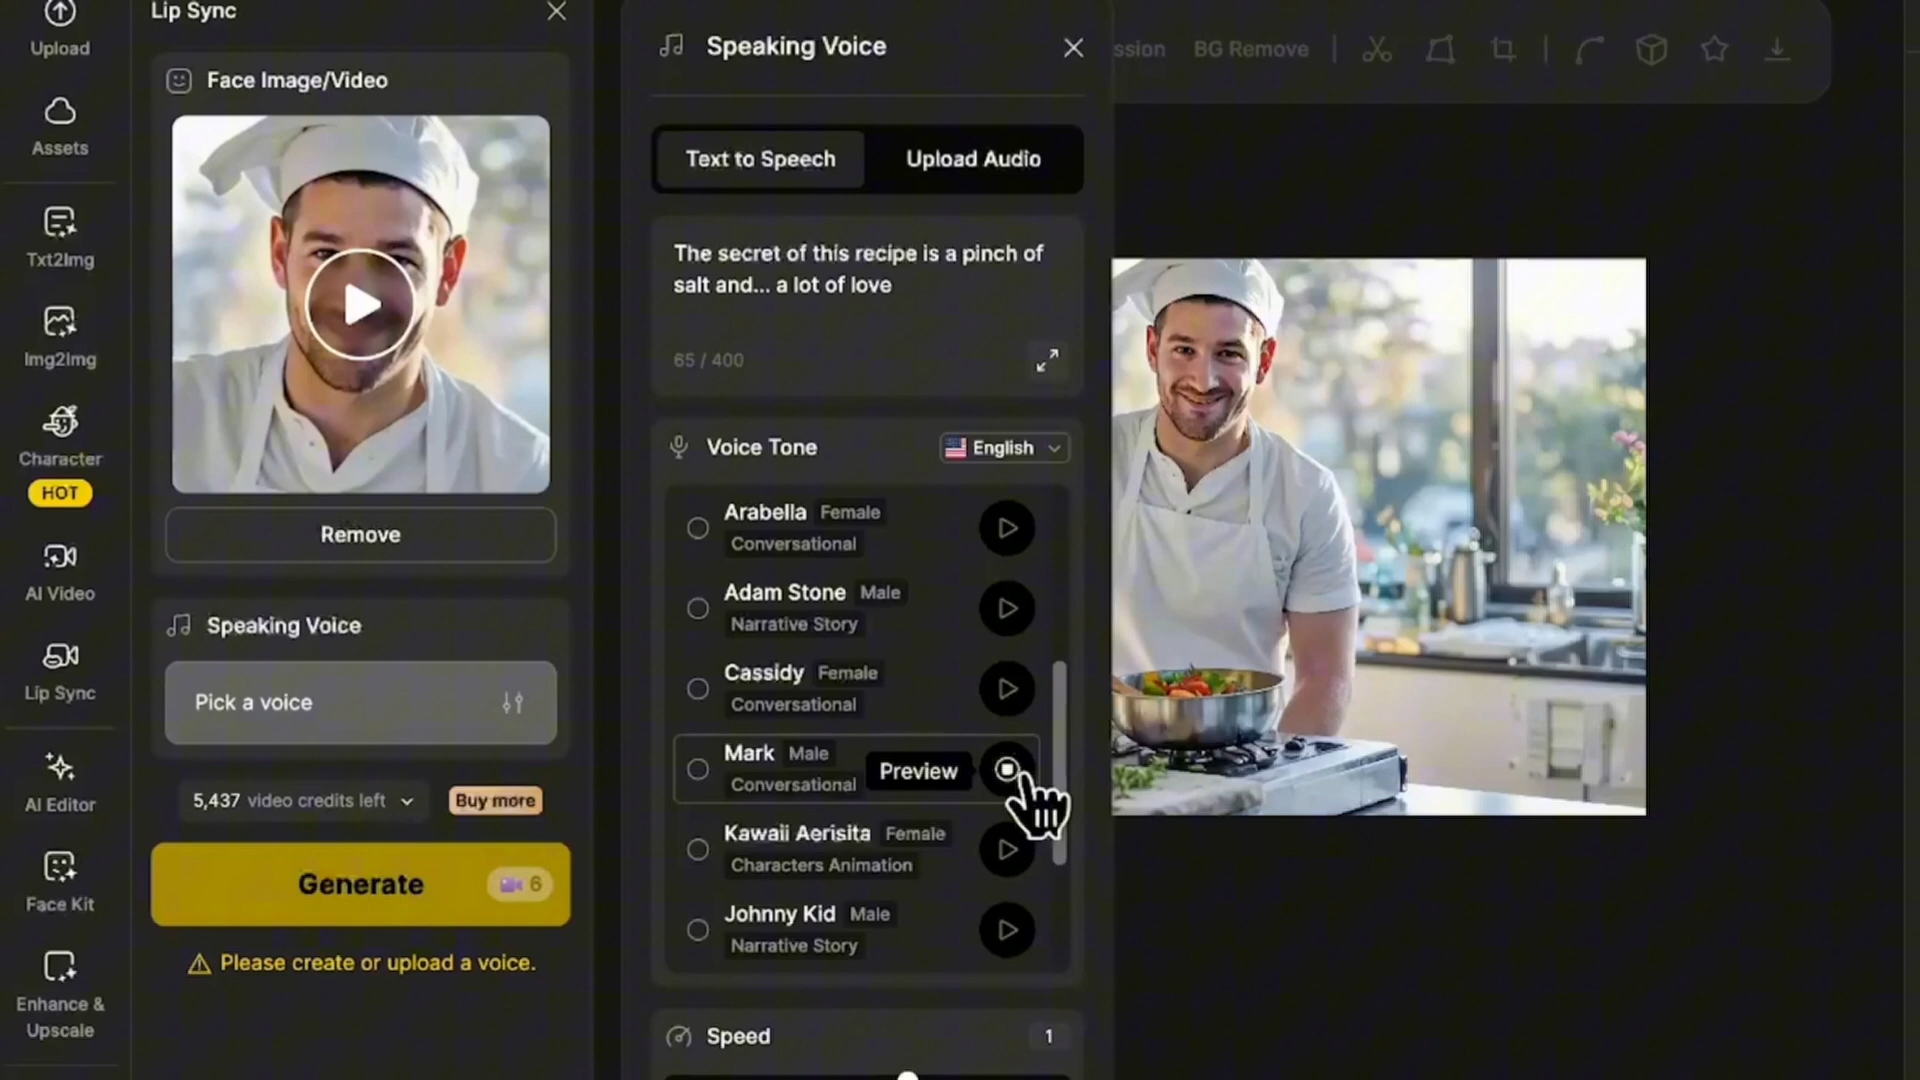 Upload
Assets
Txt2Img
Img2Img
Character
HOT
AI Video
Lip Sync
AI Editor
Face Kit
Enhance &
Upscale
Lip Sync
Face Image/Video
Remove
Speaking Voice
Pick a voice
5,437 video credits left
Buy more
Generate
6
Please create or upload a voice.
Speaking Voice
Text to Speech
Upload Audio
The secret of this recipe is a pinch of
salt and... a lot of love
65 / 400
Voice Tone
English
Arabella Female
Conversational
Adam Stone Male
Narrative Story
Cassidy Female
Conversational
Mark Male
Conversational
Preview
Kawaii Aerisita Female
Characters Animation
Johnny Kid Male
Narrative Story
Speed
1
ssion
BG Remove